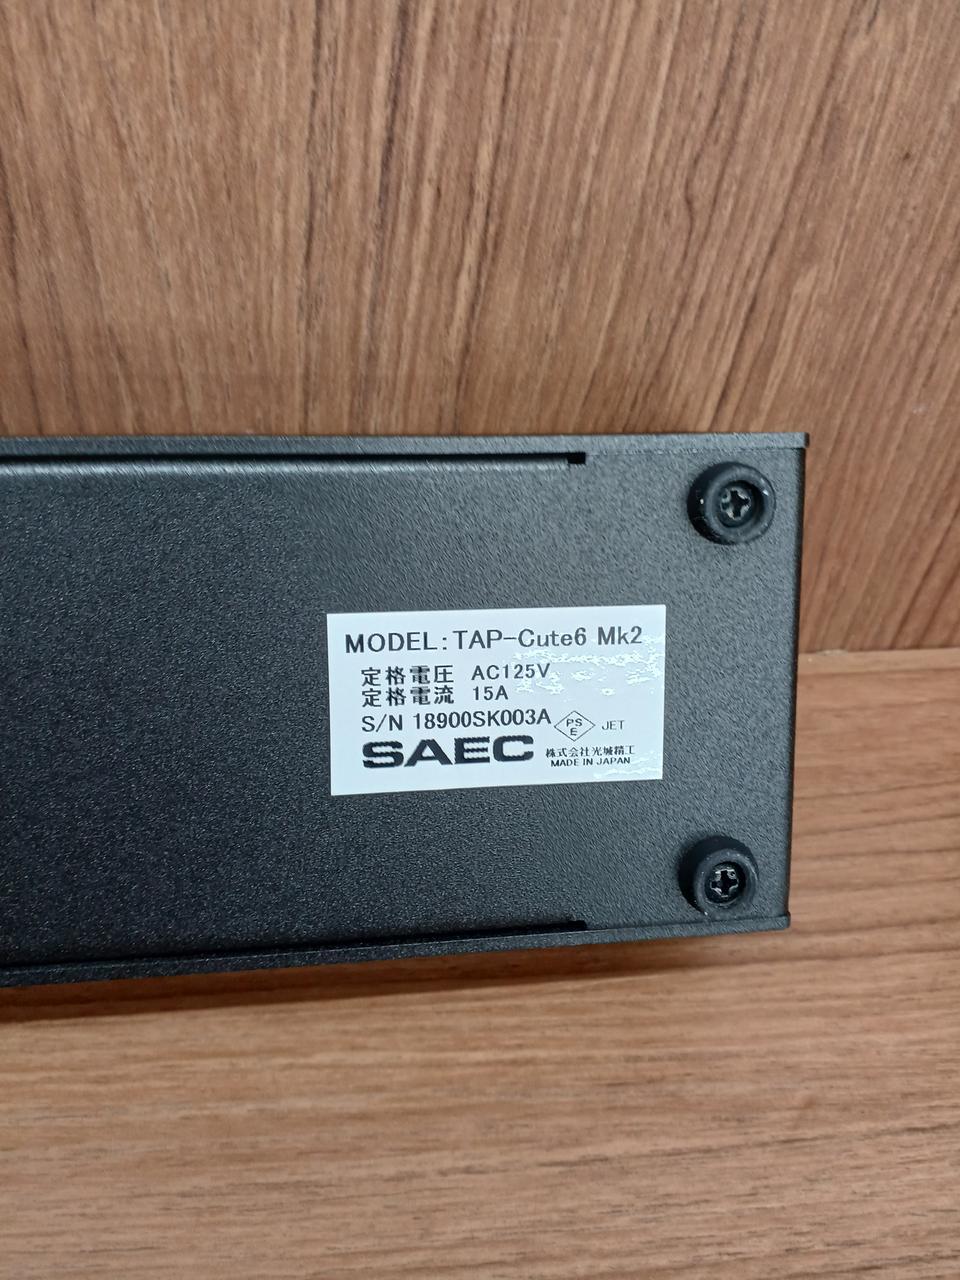 MODEL:TAP-Cute6 Mk2
定格電圧 AC125V
定格電流 15A
S/N 18900SK003A
PS
E
JET
SAEC
株式会社光城精工
MADE IN JAPAN